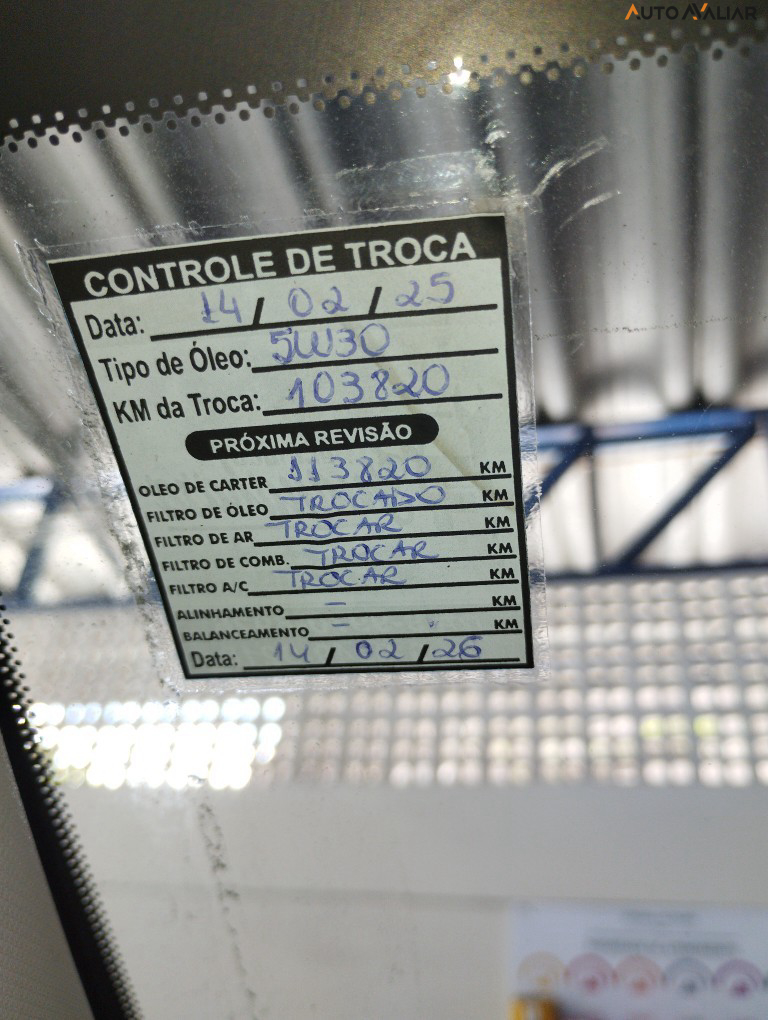 AUTO AVALIAR
CONTROLE DE TROCA
Data: 14 / 02 / 25
Tipo de Óleo: 5W30
KM da Troca: 103820
PRÓXIMA REVISÃO
OLEO DE CARTER 113820 KM
FILTRO DE ÓLEO TROCADO KM
FILTRO DE AR TROCAR KM
FILTRO DE COMB. TROCAR KM
FILTRO A/C TROCAR KM
ALINHAMENTO — KM
BALANCEAMENTO — KM
Data: 14 / 02 / 26